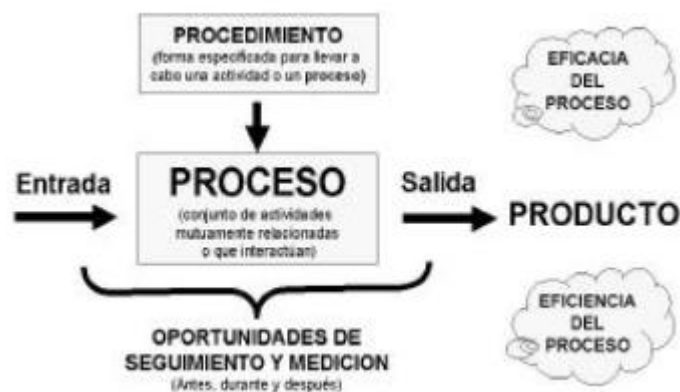 PROCEDIMIENTO
(forma especificada para llevar a
cabo una actividad o un proceso)
EFICACIA
DEL
PROCESO
Entrada
PROCESO
(conjunto de actividades
mutuamente relacionadas
o que interactúan)
Salida
PRODUCTO
OPORTUNIDADES DE
SEGUIMIENTO Y MEDICION
(Antes, durante y después)
EFICIENCIA
DEL
PROCESO